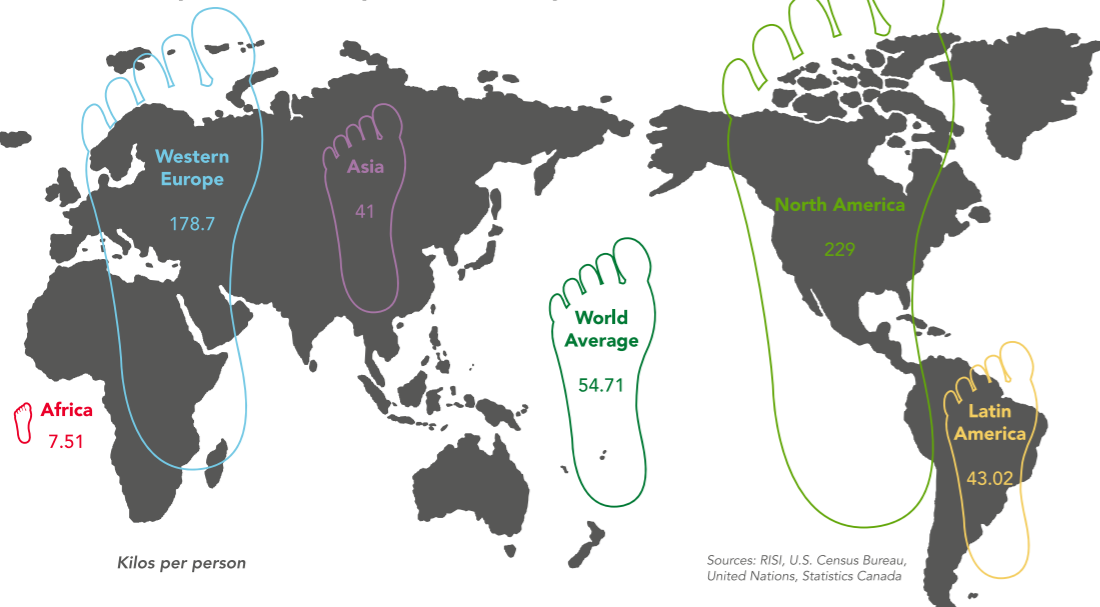 Western
Europe
178.7
Asia
41
North America
229
World
Average
54.71
Africa
7.51
Latin
America
43.02
Kilos per person
Sources: RISI, U.S. Census Bureau,
United Nations, Statistics Canada